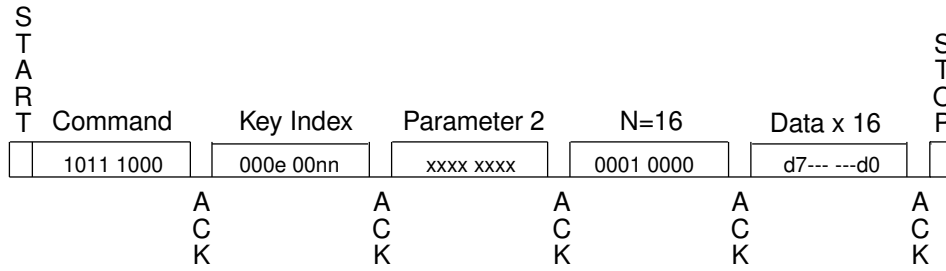 START
Command Key Index Parameter 2 N=16 Data x 16
STOP
1011 1000 000e 00nn xxxx xxxx 0001 0000 d7--- ---d0
ACK ACK ACK ACK ACK